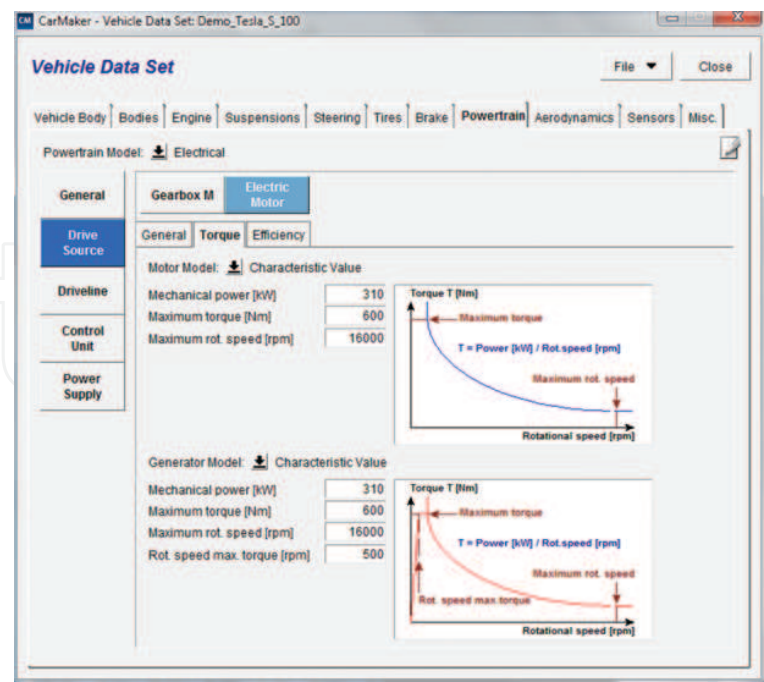 CM CarMaker - Vehicle Data Set: Demo_Tesla_S_100
Vehicle Data Set
File Close
Vehicle Body Bodies Engine Suspensions Steering Tires Brake Powertrain Aerodynamics Sensors Misc.
Powertrain Model: Electrical
General
Drive
Source
Driveline
Control
Unit
Power
Supply
Gearbox M
Electric
Motor
General Torque Efficiency
Motor Model: Characteristic Value
Mechanical power [kW] 310
Maximum torque [Nm] 600
Maximum rot. speed [rpm] 16000
Torque T [Nm]
Maximum torque
T = Power [kW] / Rot.speed [rpm]
Maximum rot. speed
Rotational speed [rpm]
Generator Model: Characteristic Value
Mechanical power [kW] 310
Maximum torque [Nm] 600
Maximum rot. speed [rpm] 16000
Rot. speed max. torque [rpm] 500
Torque T [Nm]
Maximum torque
T = Power [kW] / Rot.speed [rpm]
Maximum rot. speed
Rot. speed max.torque
Rotational speed [rpm]